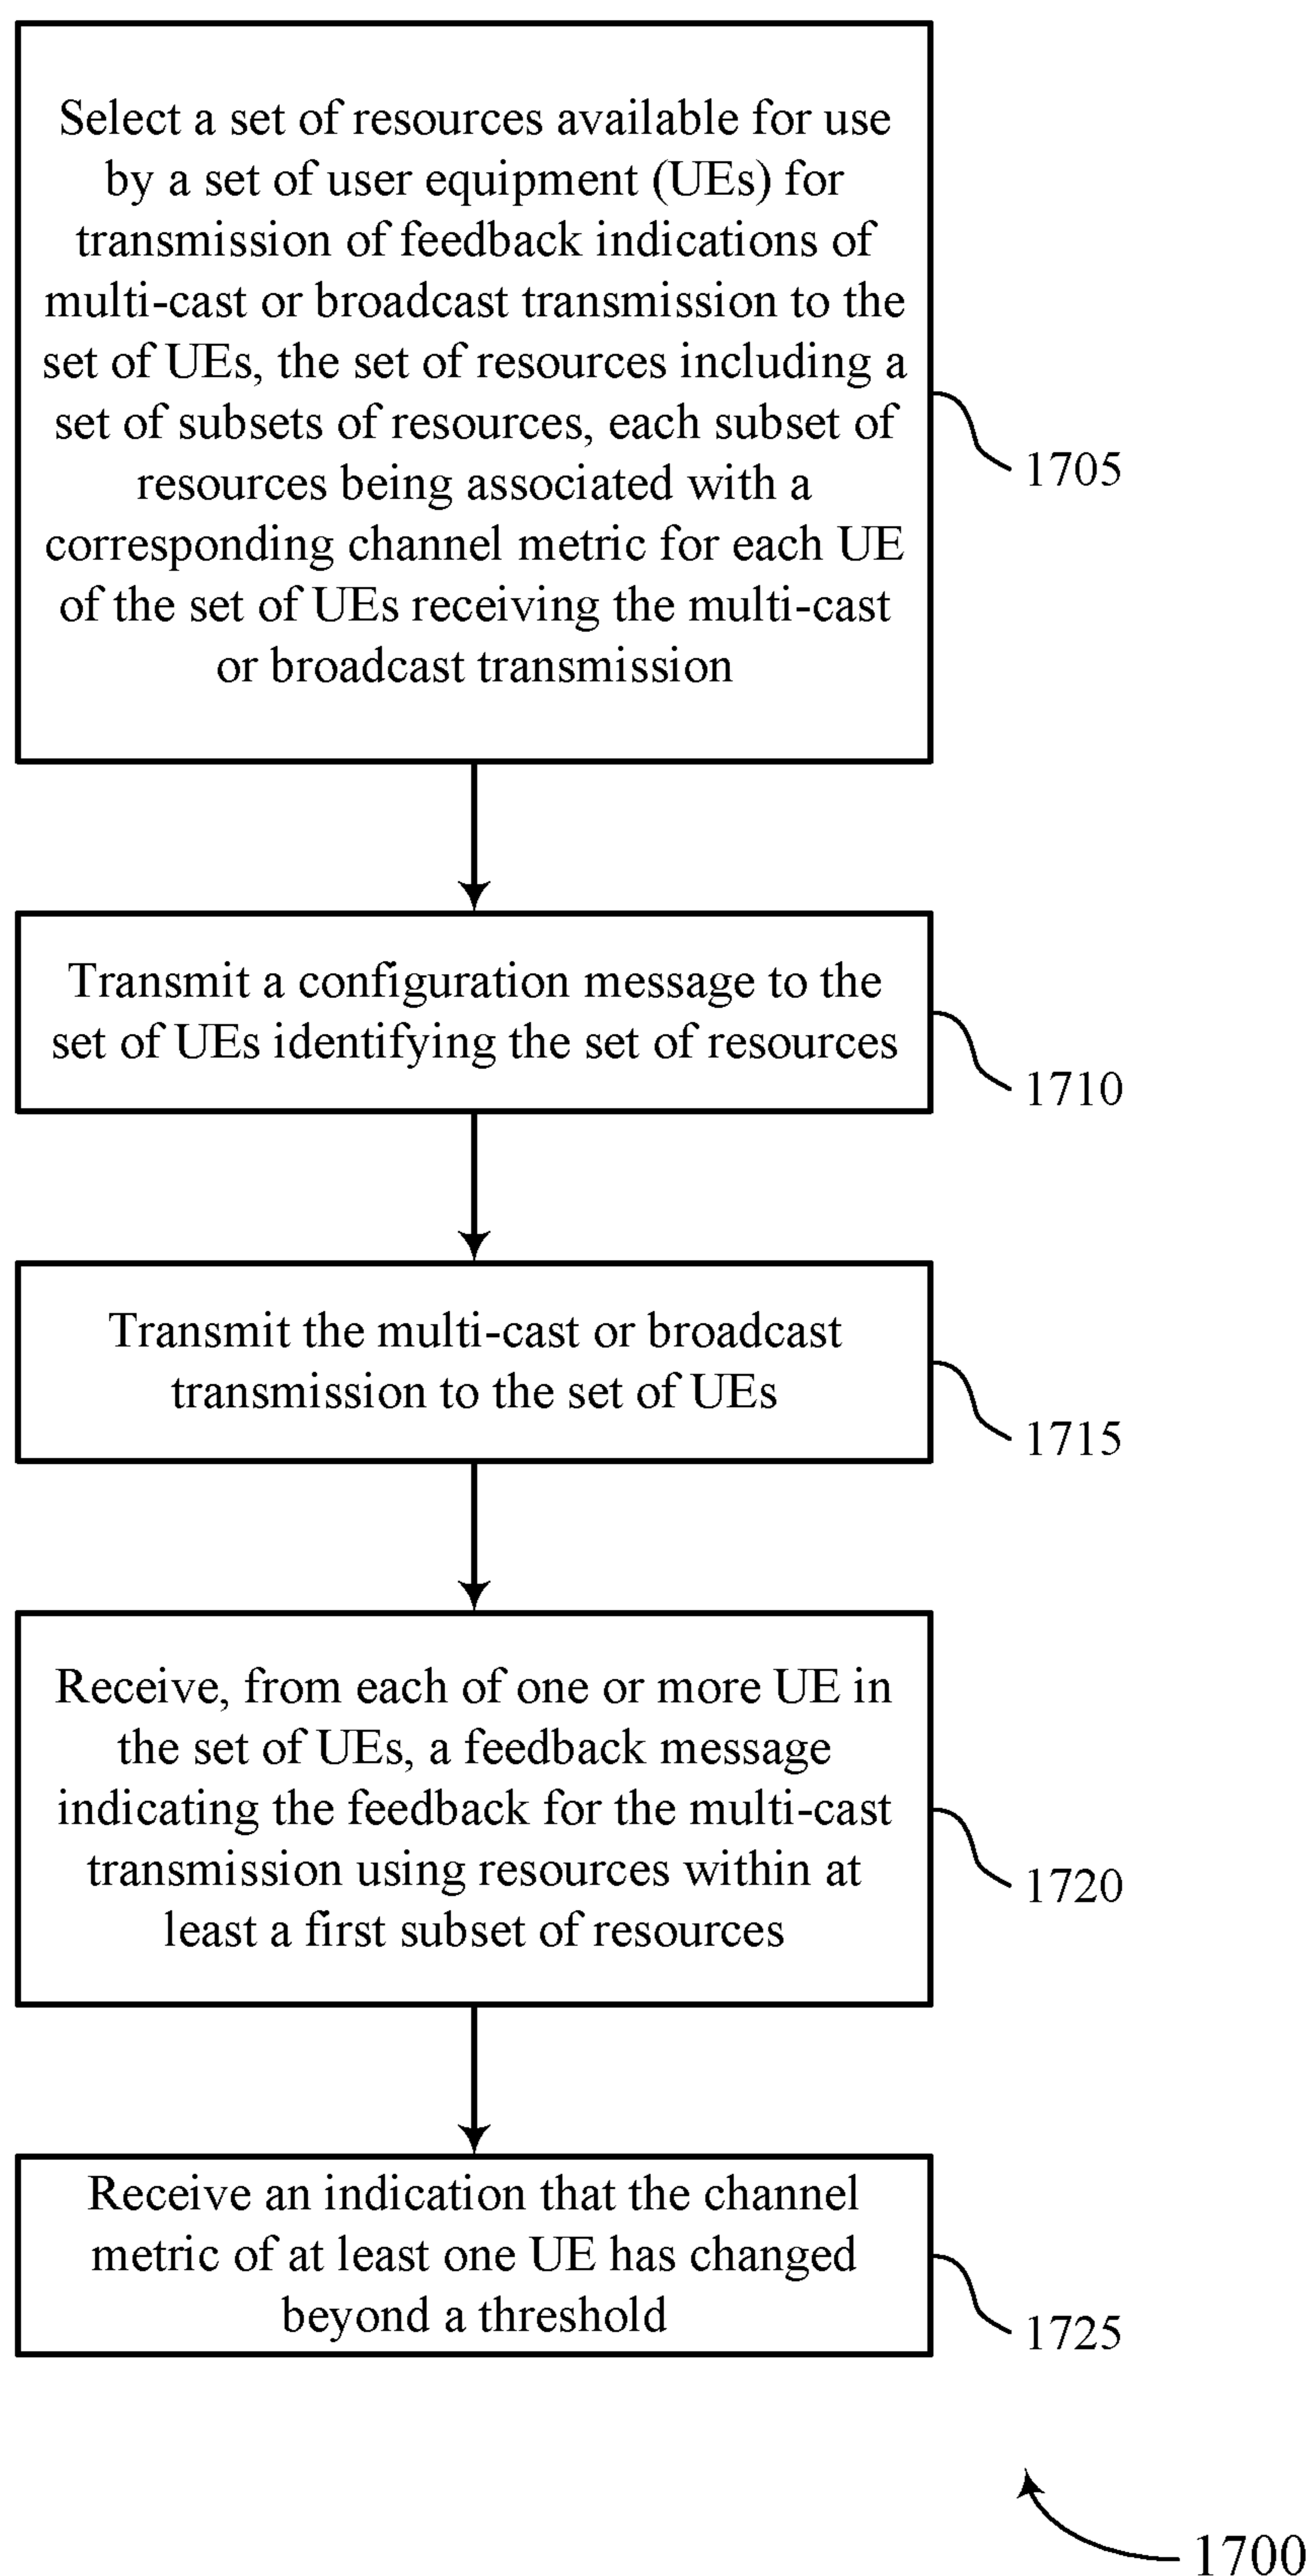 Select a set of resources available for use
by a set of user equipment (UEs) for
transmission of feedback indications of
multi-cast or broadcast transmission to the
set of UEs, the set of resources including a
set of subsets of resources, each subset of
resources being associated with a
corresponding channel metric for each UE
of the set of UEs receiving the multi-cast
or broadcast transmission
1705
Transmit a configuration message to the
set of UEs identifying the set of resources
1710
Transmit the multi-cast or broadcast
transmission to the set of UEs
1715
Receive, from each of one or more UE in
the set of UEs, a feedback message
indicating the feedback for the multi-cast
transmission using resources within at
least a first subset of resources
1720
Receive an indication that the channel
metric of at least one UE has changed
beyond a threshold
1725
1700